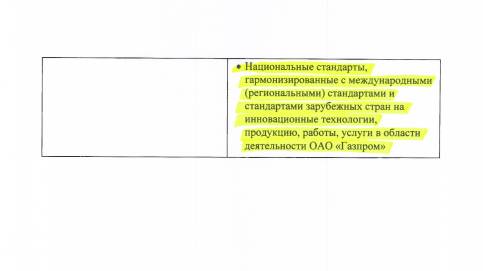 • Национальные стандарты,
гармонизированные с международными
(региональными) стандартами и
стандартами зарубежных стран на
инновационные технологии,
продукцию, работы, услуги в области
деятельности ОАО «Газпром»